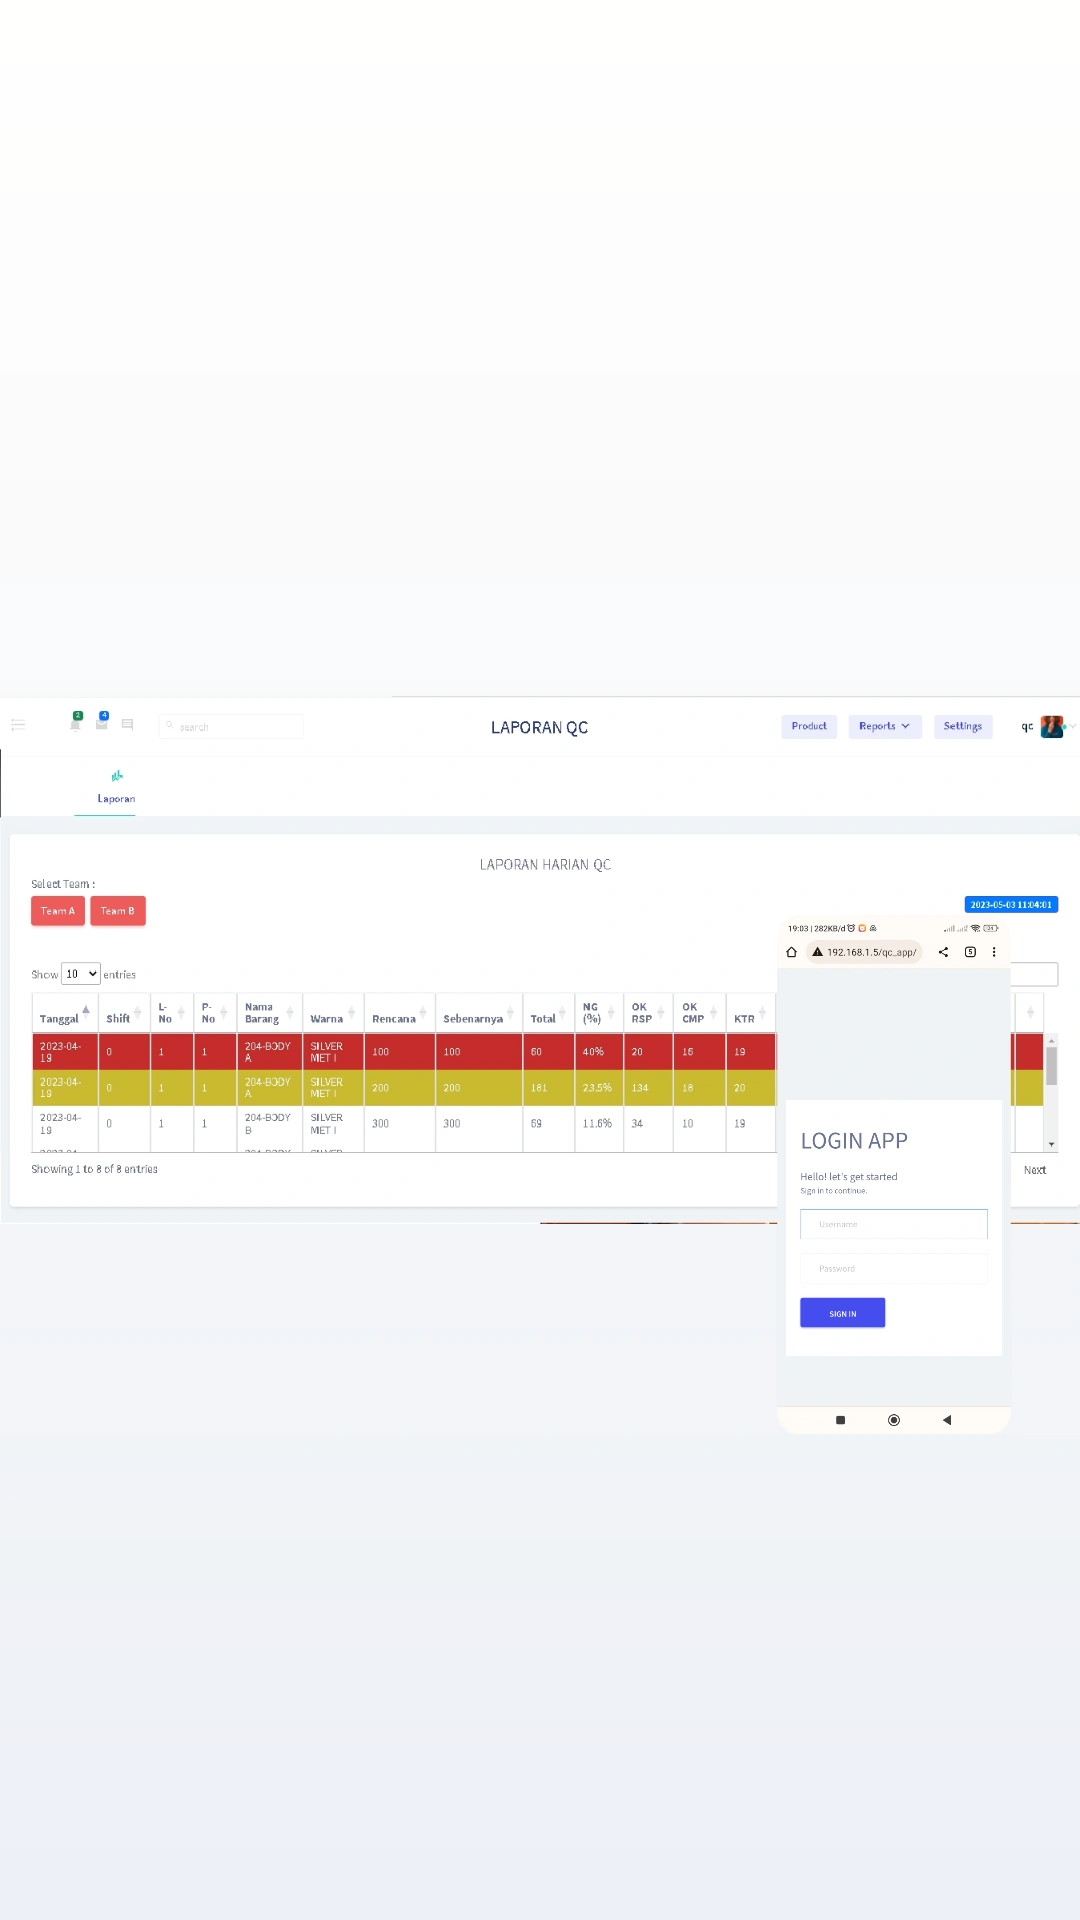 2 4 search LAPORAN QC Product Reports Settings qc
Laporan
LAPORAN HARIAN QC
Select Team :
Team A Team B
2023-05-03 11:04:01
Show 10 entries
Tanggal Shift L-No P-No Nama Barang Warna Rencana Sebenarnya Total NG (%) OK RSP OK CMP KTR
2023-04-19 0 1 1 204-BODY A SILVER MET I 100 100 60 40% 20 16 19
2023-04-19 0 1 1 204-BODY A SILVER MET I 200 200 181 23.5% 134 18 20
2023-04-19 0 1 1 204-BODY B SILVER MET I 300 300 69 11.6% 34 10 19
Showing 1 to 8 of 8 entries
Next
19:03 | 282KB/d
192.168.1.5/qc_app/
5
LOGIN APP
Hello! let's get started
Sign in to continue.
Username
Password
SIGN IN